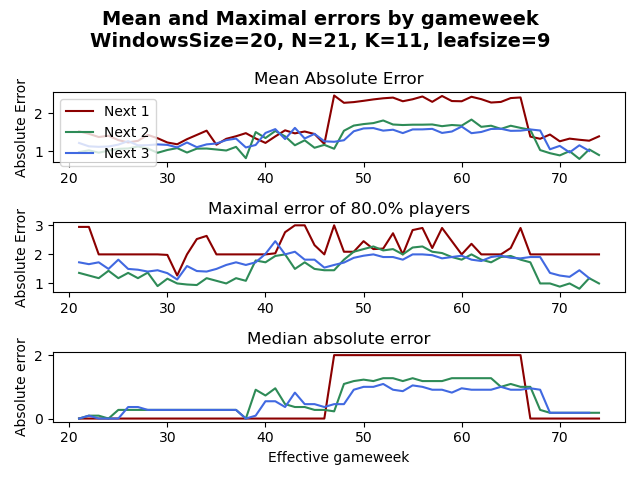 Mean and Maximal errors by gameweek
WindowsSize=20, N=21, K=11, leafsize=9
Mean Absolute Error
Absolute Error
2
1
Next 1
Next 2
Next 3
20 30 40 50 60 70
Maximal error of 80.0% players
Absolute Error
3
2
1
20 30 40 50 60 70
Median absolute error
Absolute error
2
0
20 30 40 50 60 70
Effective gameweek